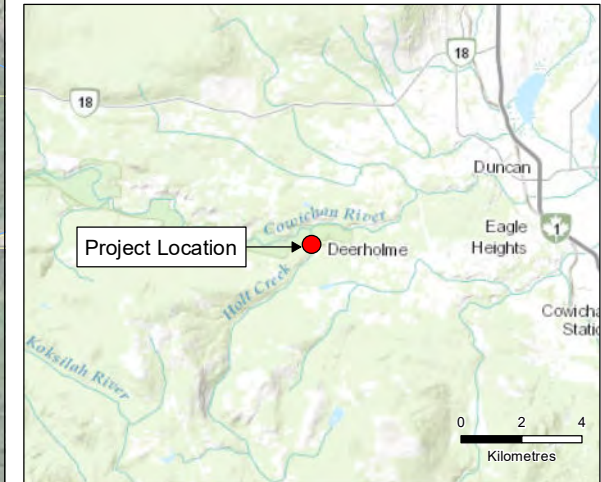 18
18
Duncan
Cowichan River
Eagle
Heights
1
Project Location
Deerholme
Holt Creek
Cowicha
Static
Koksilah River
0 2 4
Kilometres